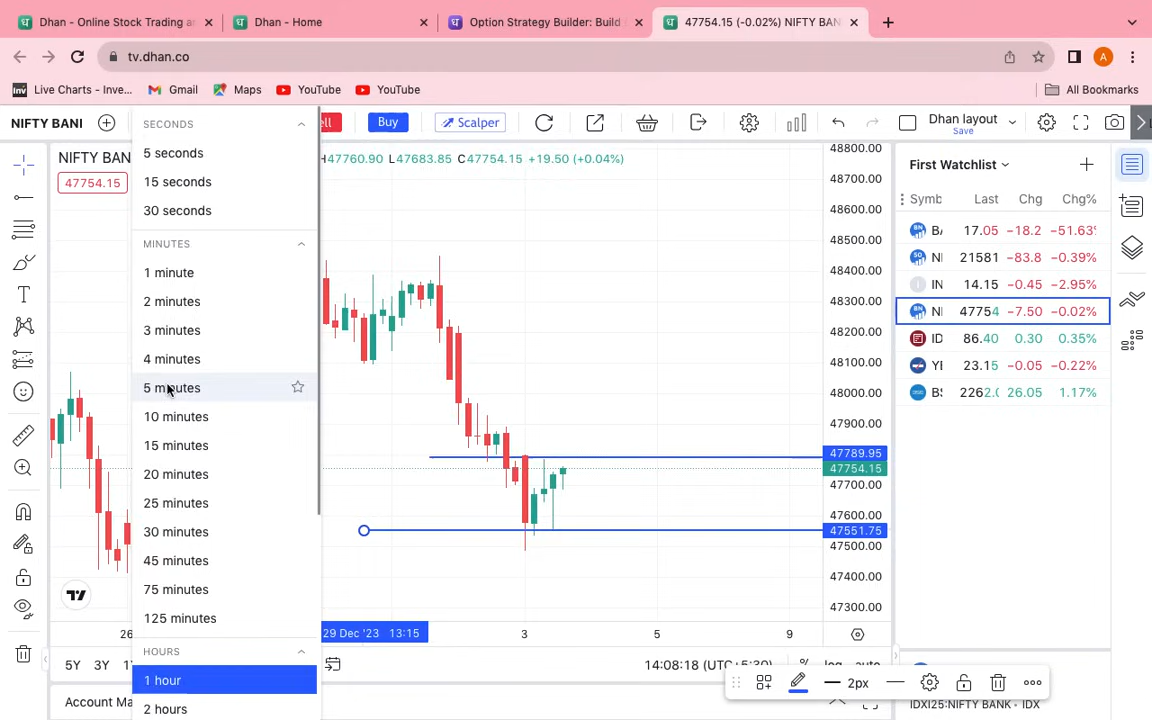 Dhan - Online Stock Trading a
Dhan - Home
Option Strategy Builder: Build
47754.15 (-0.02%) NIFTY BAN
tv.dhan.co
A
Inv Live Charts - Inve...
Gmail
Maps
YouTube
YouTube
All Bookmarks
NIFTY BANI
ell
Buy
Scalper
Dhan layout
Save
NIFTY BAN
H47760.90 L47683.85 C47754.15 +19.50 (+0.04%)
47754.15
SECONDS
5 seconds
15 seconds
30 seconds
MINUTES
1 minute
2 minutes
3 minutes
4 minutes
5 minutes
10 minutes
15 minutes
20 minutes
25 minutes
30 minutes
45 minutes
75 minutes
125 minutes
HOURS
1 hour
2 hours
48800.00
48700.00
48600.00
48500.00
48400.00
48300.00
48200.00
48100.00
48000.00
47900.00
47789.95
47754.15
47700.00
47600.00
47551.75
47500.00
47400.00
47300.00
26
29 Dec '23 13:15
3
5
9
5Y 3Y
14:08:18 (UTC+5:30)
% log auto
2px
Account Ma
First Watchlist
Symb Last Chg Chg%
17.05 −18.2 −51.63
21581 −83.8 −0.39%
IN 14.15 −0.45 −2.95%
47754 −7.50 −0.02%
ID 86.40 0.30 0.35%
23.15 −0.05 −0.22%
2262.0 26.05 1.17%
IDXI25:NIFTY BANK • IDX